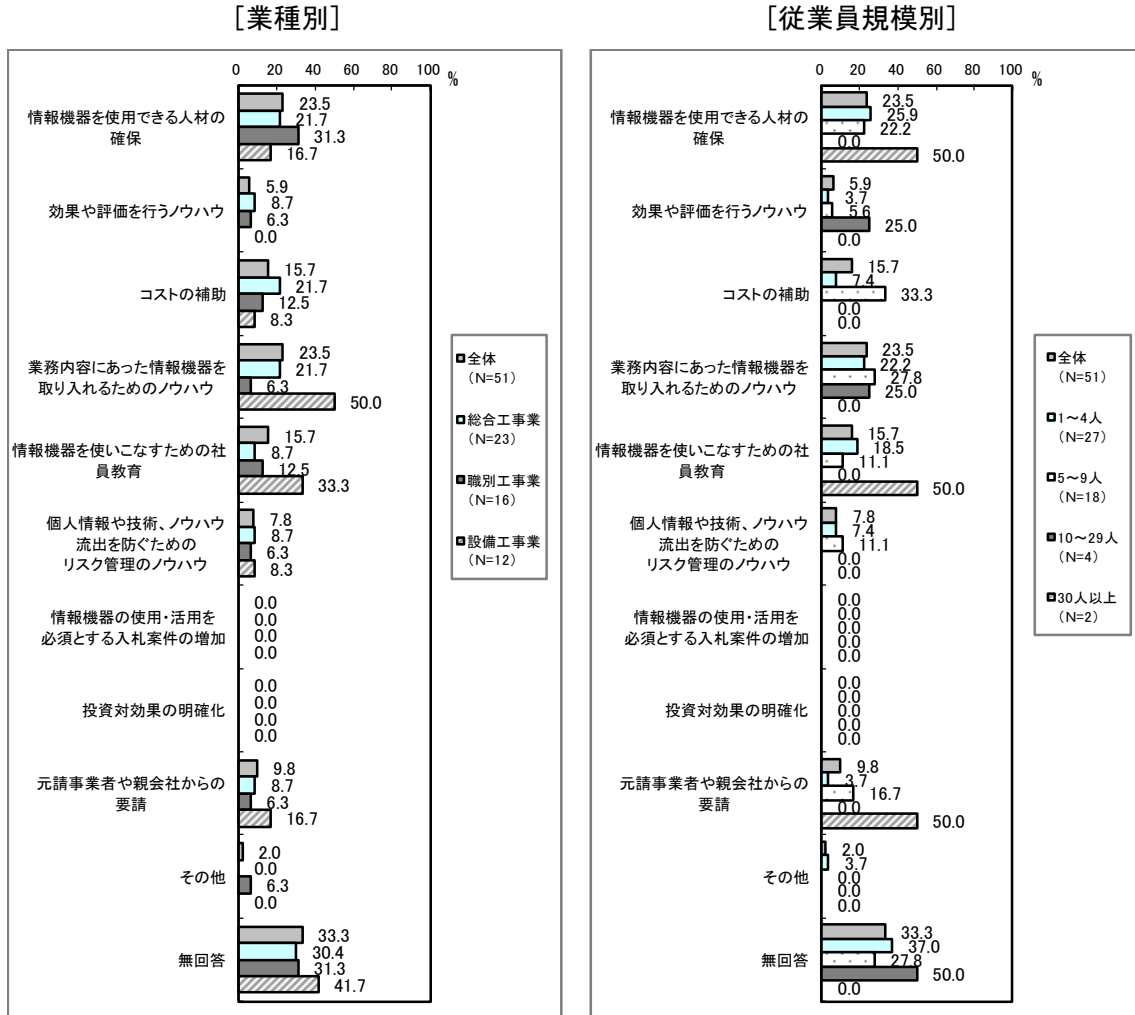 [業種別]
0 20 40 60 80 100 %
情報機器を使用できる人材の
確保
23.5
21.7
31.3
16.7
効果や評価を行うノウハウ
5.9
8.7
6.3
0.0
コストの補助
15.7
21.7
12.5
8.3
業務内容にあった情報機器を
取り入れるためのノウハウ
23.5
21.7
6.3
50.0
情報機器を使いこなすための社
員教育
15.7
8.7
12.5
33.3
個人情報や技術、ノウハウ
流出を防ぐための
リスク管理のノウハウ
7.8
8.7
6.3
8.3
情報機器の使用・活用を
必須とする入札案件の増加
0.0
0.0
0.0
0.0
投資対効果の明確化
0.0
0.0
0.0
0.0
元請事業者や親会社からの
要請
9.8
8.7
6.3
16.7
その他
2.0
0.0
6.3
0.0
無回答
33.3
30.4
31.3
41.7
全体
(N=51)
総合工事業
(N=23)
職別工事業
(N=16)
設備工事業
(N=12)
[従業員規模別]
0 20 40 60 80 100 %
情報機器を使用できる人材の
確保
23.5
25.9
22.2
0.0
50.0
効果や評価を行うノウハウ
5.9
3.7
5.6
25.0
0.0
コストの補助
15.7
7.4
33.3
0.0
0.0
業務内容にあった情報機器を
取り入れるためのノウハウ
23.5
22.2
27.8
25.0
0.0
情報機器を使いこなすための社
員教育
15.7
18.5
11.1
0.0
50.0
個人情報や技術、ノウハウ
流出を防ぐための
リスク管理のノウハウ
7.8
7.4
11.1
0.0
0.0
情報機器の使用・活用を
必須とする入札案件の増加
0.0
0.0
0.0
0.0
0.0
投資対効果の明確化
0.0
0.0
0.0
0.0
0.0
元請事業者や親会社からの
要請
9.8
3.7
16.7
0.0
50.0
その他
2.0
3.7
0.0
0.0
0.0
無回答
33.3
37.0
27.8
50.0
0.0
全体
(N=51)
1～4人
(N=27)
5～9人
(N=18)
10～29人
(N=4)
30人以上
(N=2)